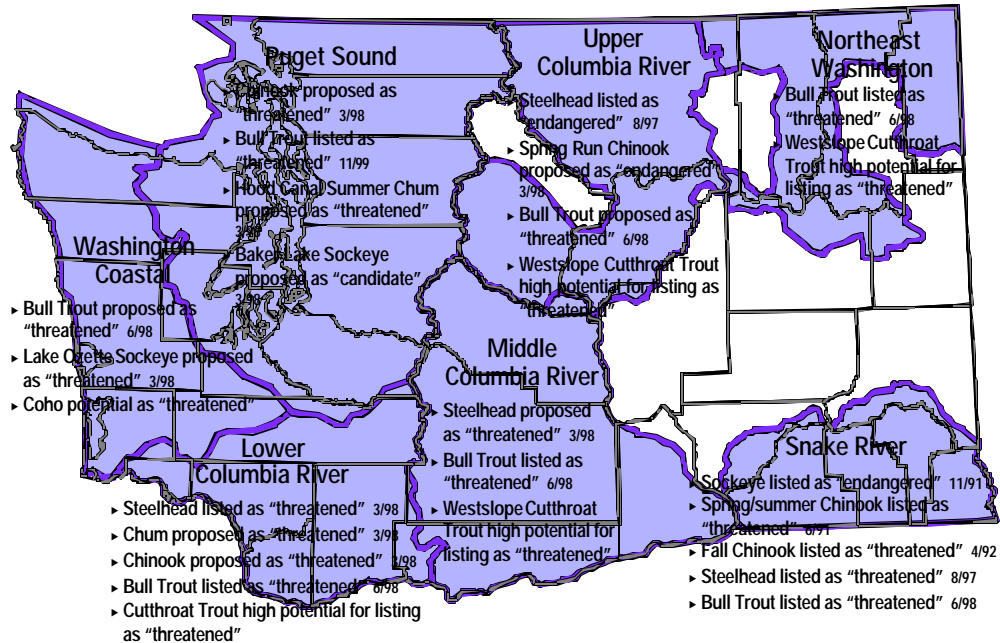 Puget Sound
▸ Chinook proposed as
"threatened" 3/98
▸ Bull Trout listed as
"threatened" 11/99
▸ Hood Canal Summer Chum
proposed as "threatened"
3/98
▸ Baker Lake Sockeye
proposed as "candidate"
3/98
Upper
Columbia River
▸ Steelhead listed as
"endangered" 8/97
▸ Spring Run Chinook
proposed as "endangered"
3/98
▸ Bull Trout proposed as
"threatened" 6/98
▸ Westslope Cutthroat Trout
high potential for listing as
"threatened"
Northeast
Washington
Bull Trout listed as
"threatened" 6/98
▸ Westslope Cutthroat
Trout high potential for
listing as "threatened"
Washington
Coastal
▸ Bull Trout proposed as
"threatened" 6/98
▸ Lake Ozette Sockeye proposed
as "threatened" 3/98
▸ Coho potential as "threatened"
Middle
Columbia River
▸ Steelhead proposed
as "threatened" 3/98
▸ Bull Trout listed as
"threatened" 6/98
▸ Westslope Cutthroat
Trout high potential for
listing as "threatened"
Lower
Columbia River
▸ Steelhead listed as "threatened" 3/98
▸ Chum proposed as "threatened" 3/98
▸ Chinook proposed as "threatened" 3/98
▸ Bull Trout listed as "threatened" 6/98
▸ Cutthroat Trout high potential for listing
as "threatened"
Snake River
▸ Sockeye listed as "endangered" 11/91
▸ Spring/summer Chinook listed as
"threatened" 6/91
▸ Fall Chinook listed as "threatened" 4/92
▸ Steelhead listed as "threatened" 8/97
▸ Bull Trout listed as "threatened" 6/98